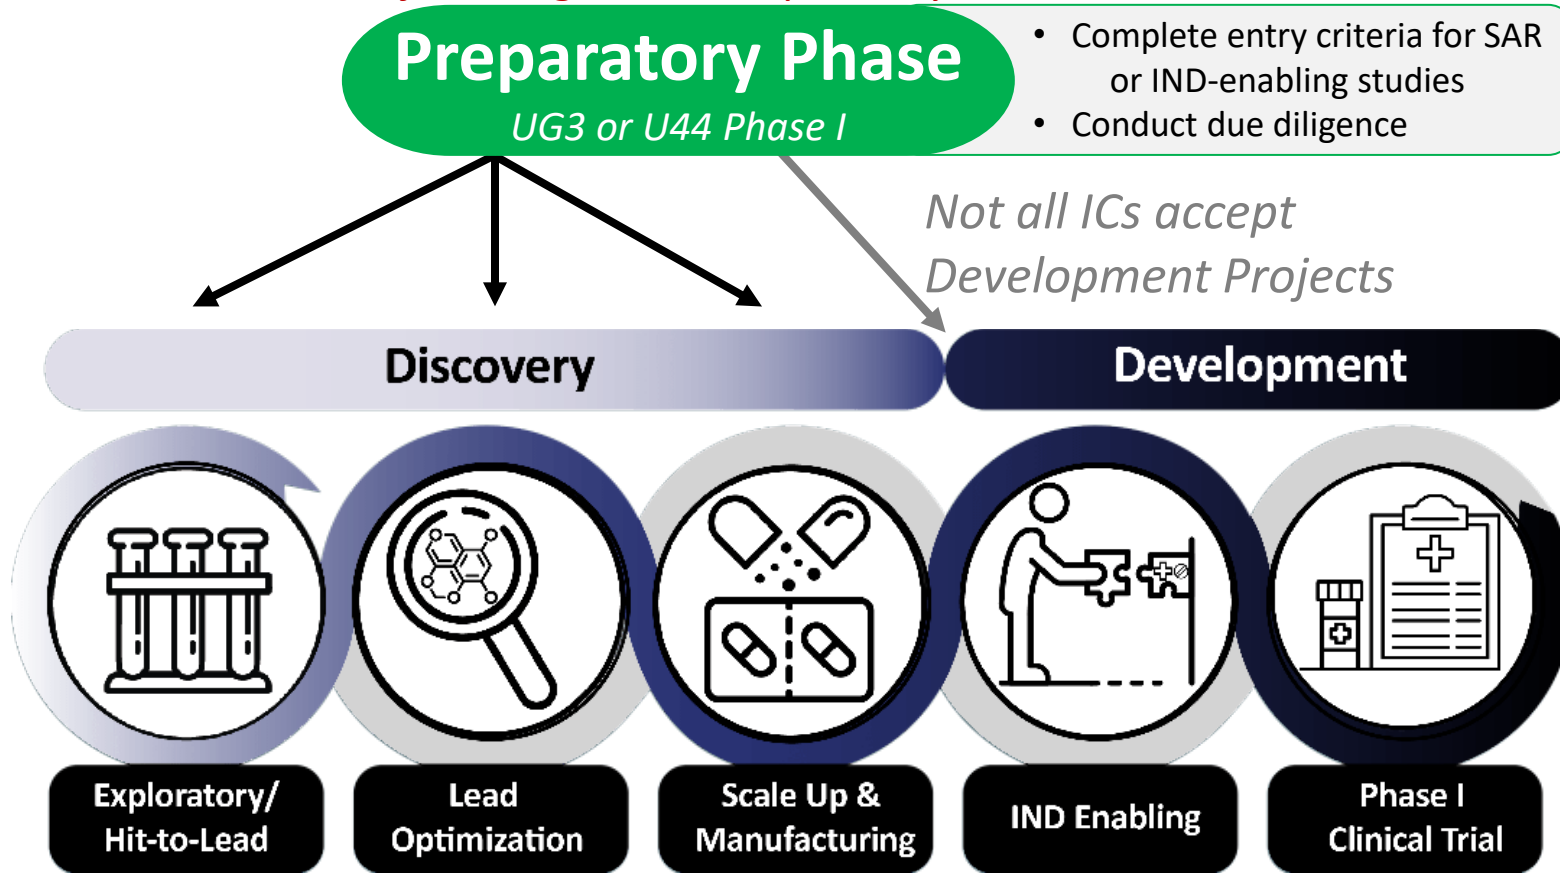 Preparatory Phase
UG3 or U44 Phase I
• Complete entry criteria for SAR
or IND-enabling studies
• Conduct due diligence
Not all ICs accept
Development Projects
Discovery
Development
Exploratory/
Hit-to-Lead
Lead
Optimization
Scale Up &
Manufacturing
IND Enabling
Phase I
Clinical Trial